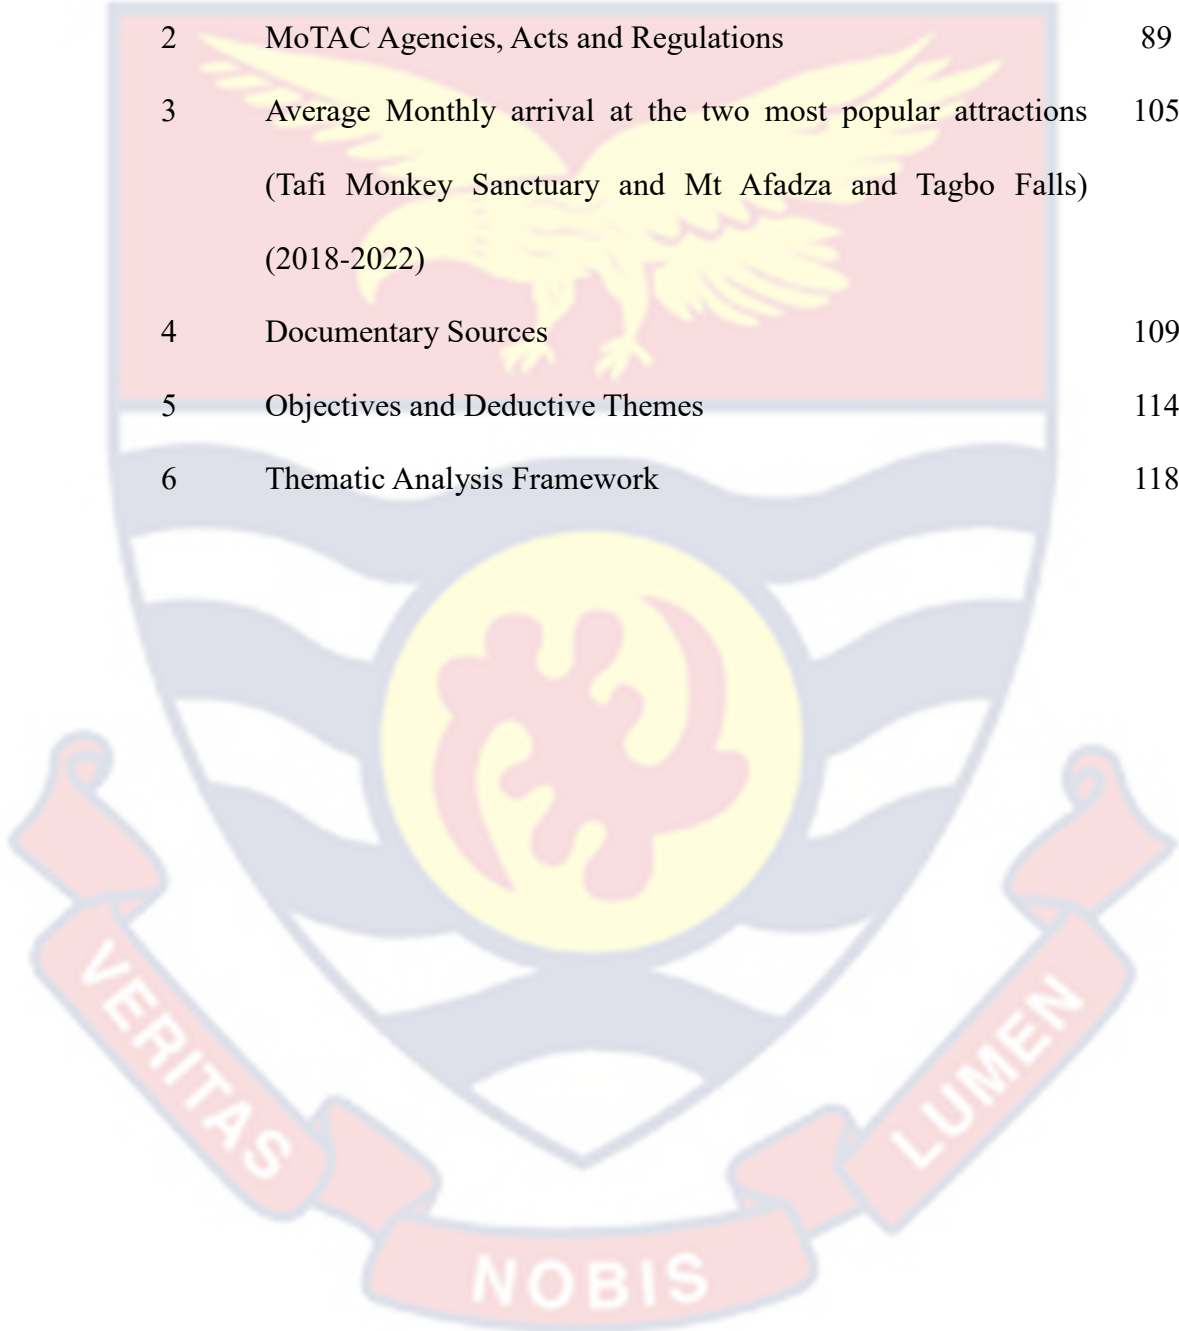 2 MoTAC Agencies, Acts and Regulations 89
3 Average Monthly arrival at the two most popular attractions 105
(Tafi Monkey Sanctuary and Mt Afadza and Tagbo Falls)
(2018-2022)
4 Documentary Sources 109
5 Objectives and Deductive Themes 114
6 Thematic Analysis Framework 118
VERITAS
NOBIS
LUMEN